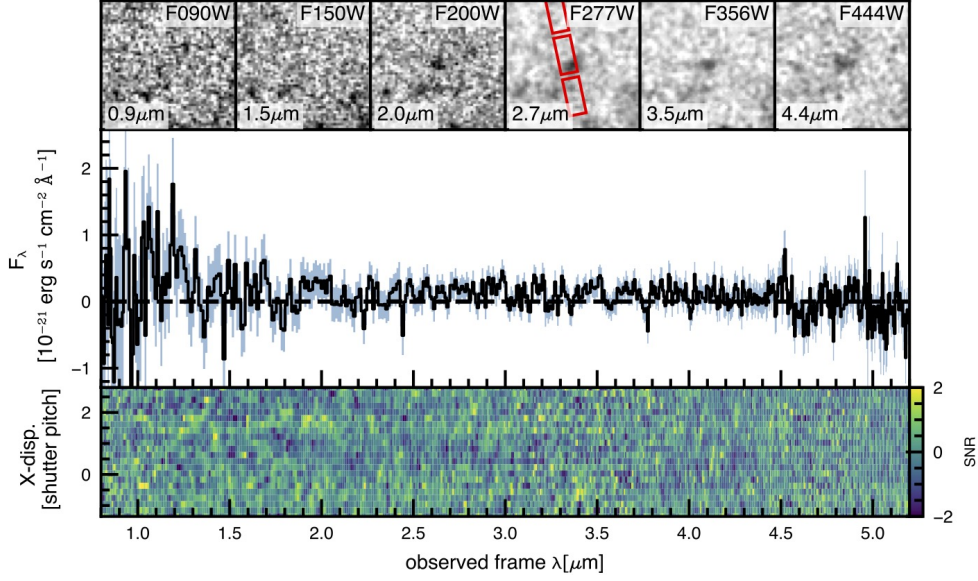 F090W F150W F200W F277W F356W F444W
0.9μm 1.5μm 2.0μm 2.7μm 3.5μm 4.4μm
2
1
0
-1
Fλ
[10⁻²¹ erg s⁻¹ cm⁻² Å⁻¹]
2
0
X-disp.
[shutter pitch]
2
0
−2
SNR
1.0 1.5 2.0 2.5 3.0 3.5 4.0 4.5 5.0
observed frame λ[μm]